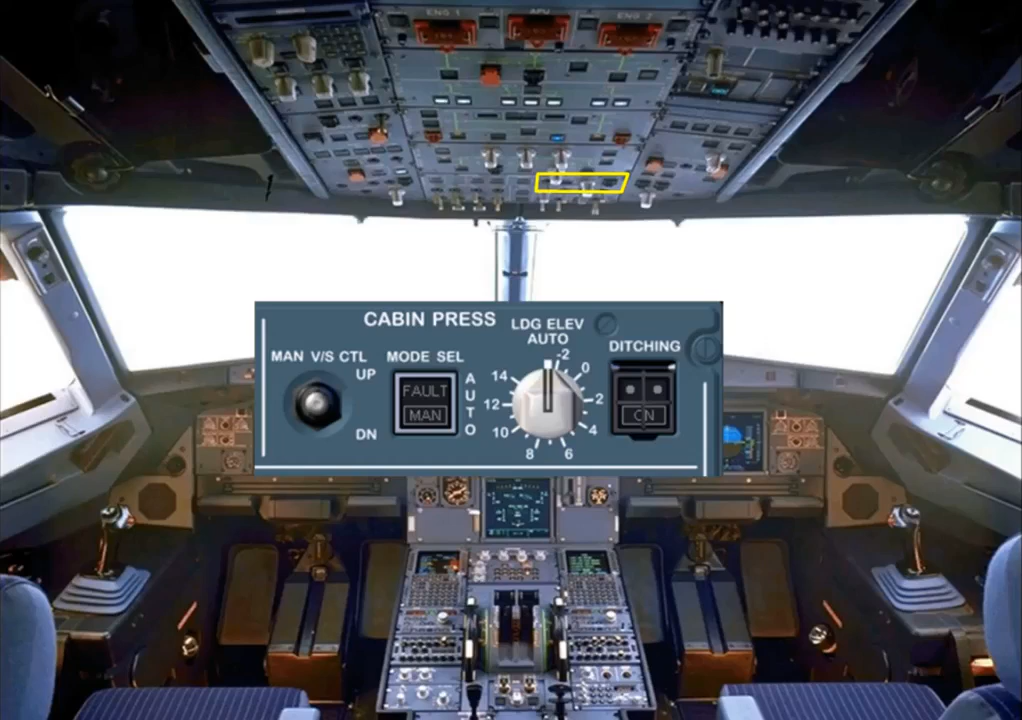 ENG 1
APU
ENG 2
CABIN PRESS
LDG ELEV
AUTO
DITCHING
MAN V/S CTL
MODE SEL
UP
DN
FAULT
MAN
AUTO
-2
0
2
4
6
8
10
12
14
ON